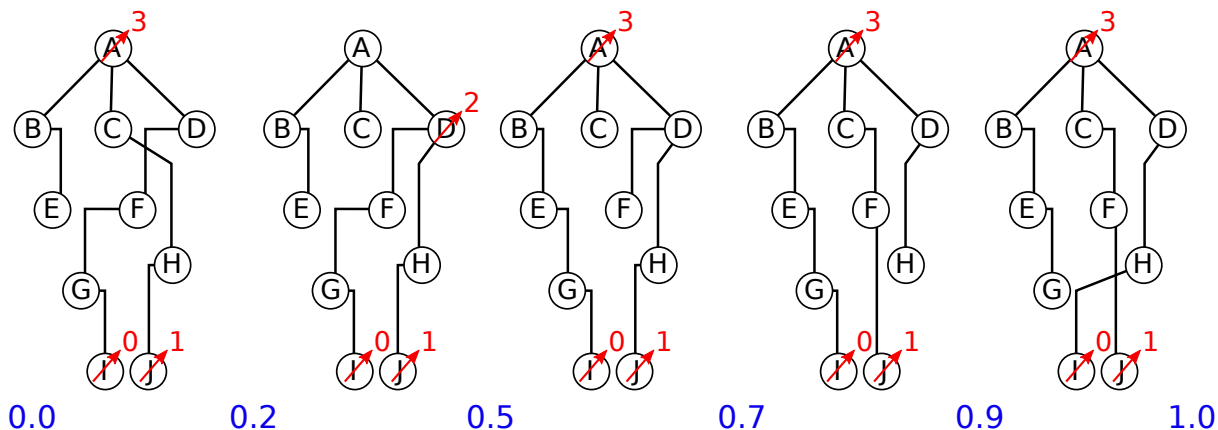 3 3 3 3
A A A A A
2
B C D B C D B C D B C D B C D
E F E F E F E F E F
H H H H H
G G G G G
0 1 0 1 0 1 0 1 0 1
I J I J I J I J I J
0.0 0.2 0.5 0.7 0.9 1.0